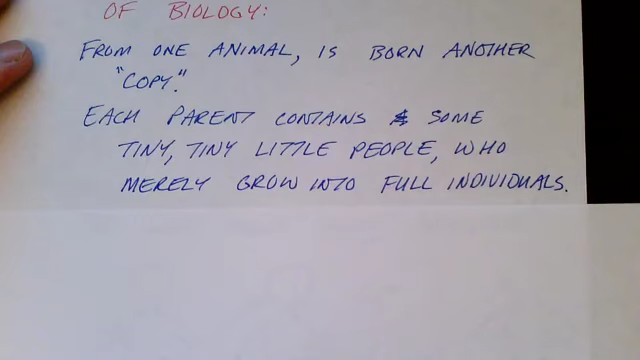 OF BIOLOGY:
FROM ONE ANIMAL, IS BORN ANOTHER
"COPY."
EACH PARENT CONTAINS SOME
TINY, TINY LITTLE PEOPLE, WHO
MERELY GROW INTO FULL INDIVIDUALS.